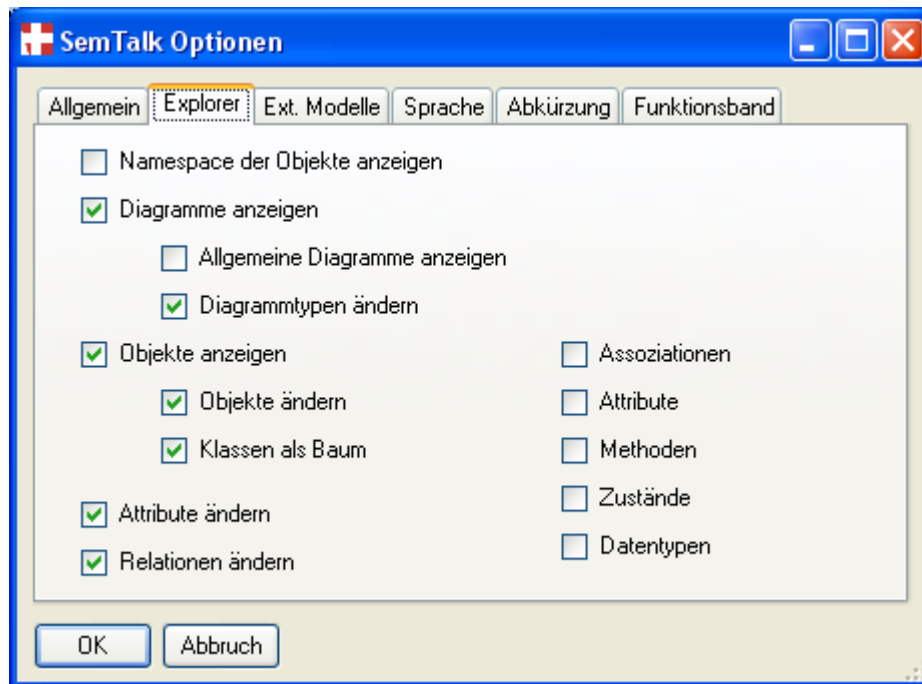 SemTalk Optionen
Allgemein Explorer Ext. Modelle Sprache Abkürzung Funktionsband
Namespace der Objekte anzeigen
Diagramme anzeigen
Allgemeine Diagramme anzeigen
Diagrammtypen ändern
Objekte anzeigen Assoziationen
Objekte ändern Attribute
Klassen als Baum Methoden
Attribute ändern Zustände
Relationen ändern Datentypen
OK Abbruch